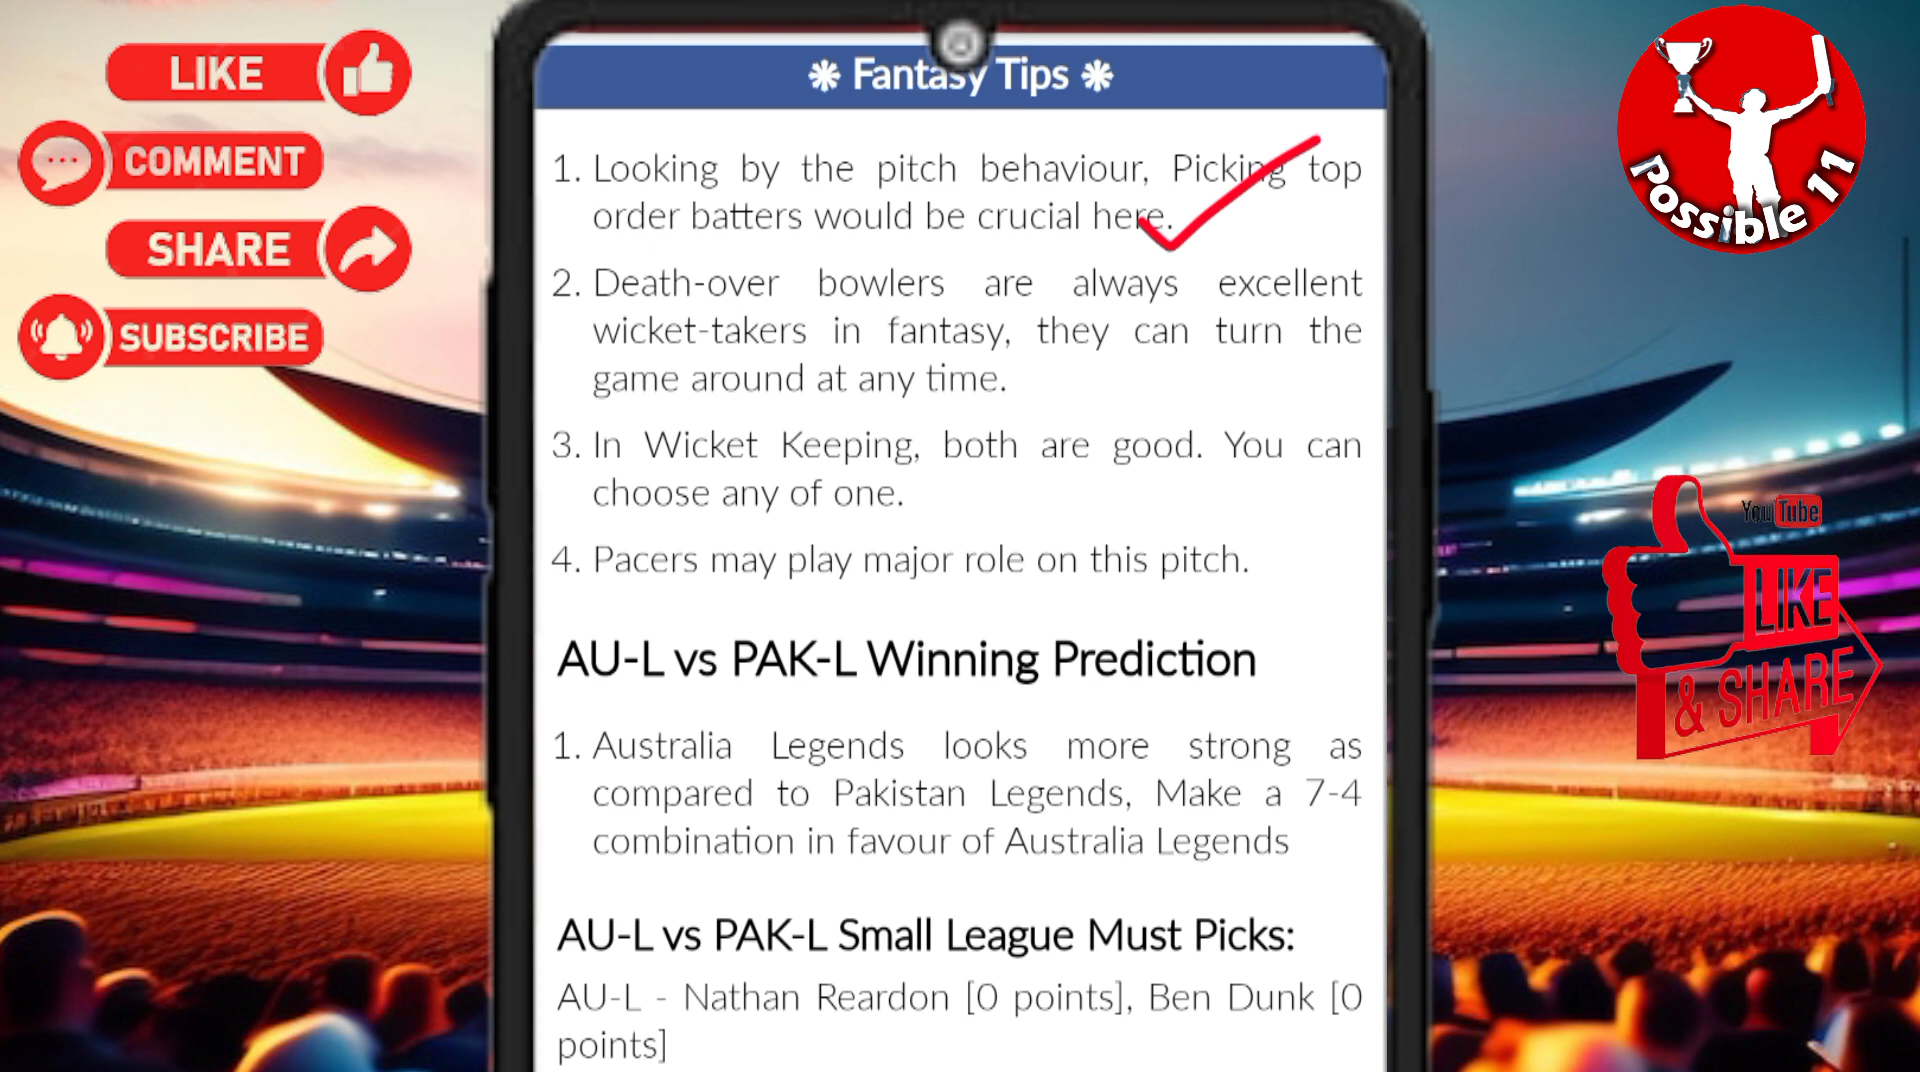 LIKE
COMMENT
SHARE
SUBSCRIBE
Fantasy Tips
1. Looking by the pitch behaviour, Picking top
order batters would be crucial here.
2. Death-over bowlers are always excellent
wicket-takers in fantasy, they can turn the
game around at any time.
3. In Wicket Keeping, both are good. You can
choose any of one.
4. Pacers may play major role on this pitch.
AU-L vs PAK-L Winning Prediction
1. Australia Legends looks more strong as
compared to Pakistan Legends, Make a 7-4
combination in favour of Australia Legends
AU-L vs PAK-L Small League Must Picks:
AU-L - Nathan Reardon [0 points], Ben Dunk [0
points]
Possible 11
YouTube
LIKE
& SHARE